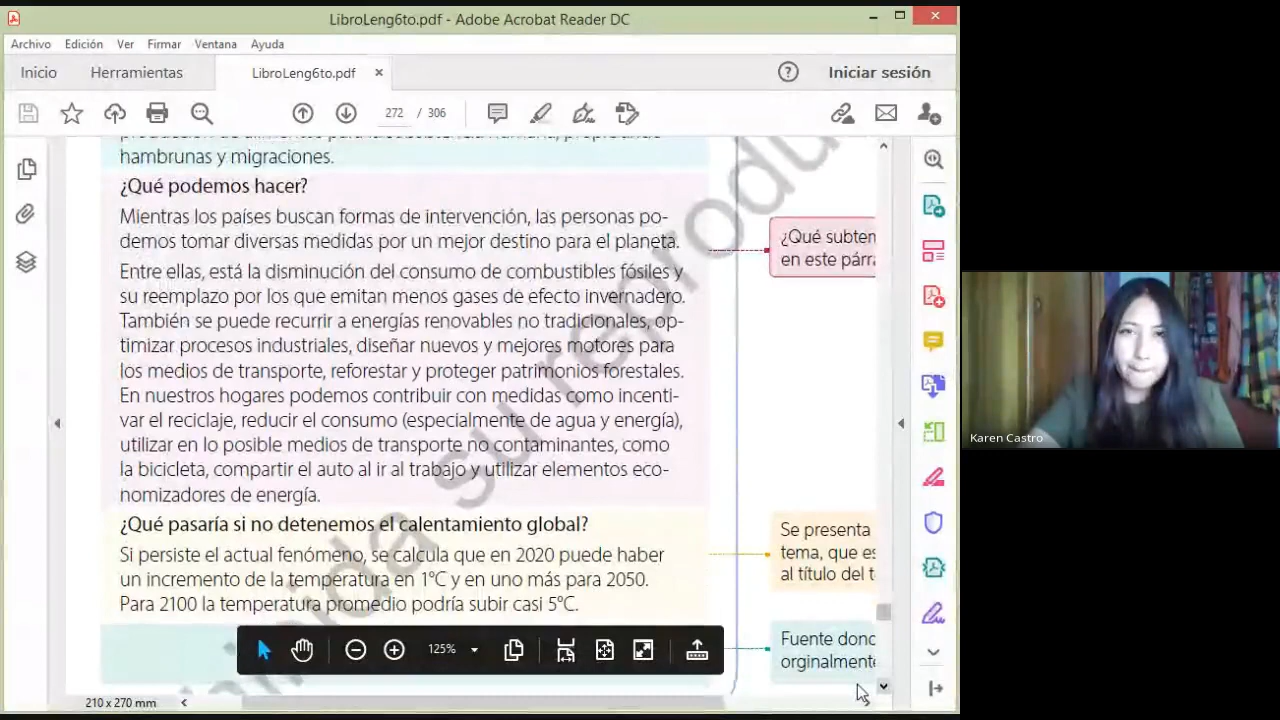 LibroLeng6to.pdf - Adobe Acrobat Reader DC
Archivo Edición Ver Firmar Ventana Ayuda
Inicio Herramientas LibroLeng6to.pdf × Iniciar sesión
272 / 306
hambrunas y migraciones.
¿Qué podemos hacer?
Mientras los países buscan formas de intervención, las personas po-
demos tomar diversas medidas por un mejor destino para el planeta.
Entre ellas, está la disminución del consumo de combustibles fósiles y
su reemplazo por los que emitan menos gases de efecto invernadero.
También se puede recurrir a energías renovables no tradicionales, op-
timizar procesos industriales, diseñar nuevos y mejores motores para
los medios de transporte, reforestar y proteger patrimonios forestales.
En nuestros hogares podemos contribuir con medidas como incenti-
var el reciclaje, reducir el consumo (especialmente de agua y energía),
utilizar en lo posible medios de transporte no contaminantes, como
la bicicleta, compartir el auto al ir al trabajo y utilizar elementos eco-
nomizadores de energía.
¿Qué pasaría si no detenemos el calentamiento global?
Si persiste el actual fenómeno, se calcula que en 2020 puede haber
un incremento de la temperatura en 1°C y en uno más para 2050.
Para 2100 la temperatura promedio podría subir casi 5°C.
¿Qué subtem
en este párra
Se presenta
tema, que es
al título del t
Fuente dond
orginalmente
su reprodu
125%
210 x 270 mm
Karen Castro